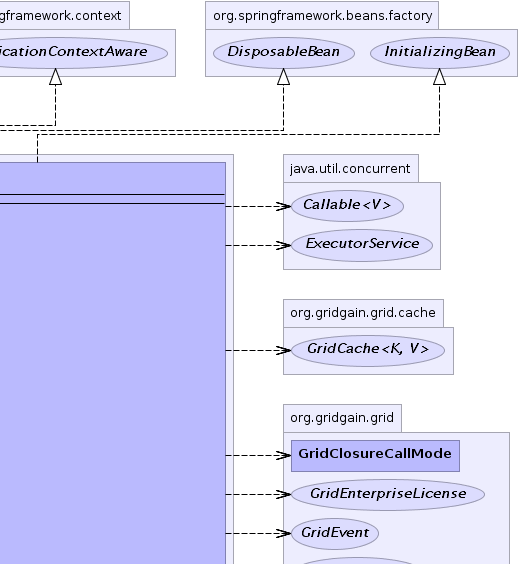 gframework.context
icationContextAware
org.springframework.beans.factory
DisposableBean
InitializingBean
java.util.concurrent
Callable<V>
ExecutorService
org.gridgain.grid.cache
GridCache<K, V>
org.gridgain.grid
GridClosureCallMode
GridEnterpriseLicense
GridEvent